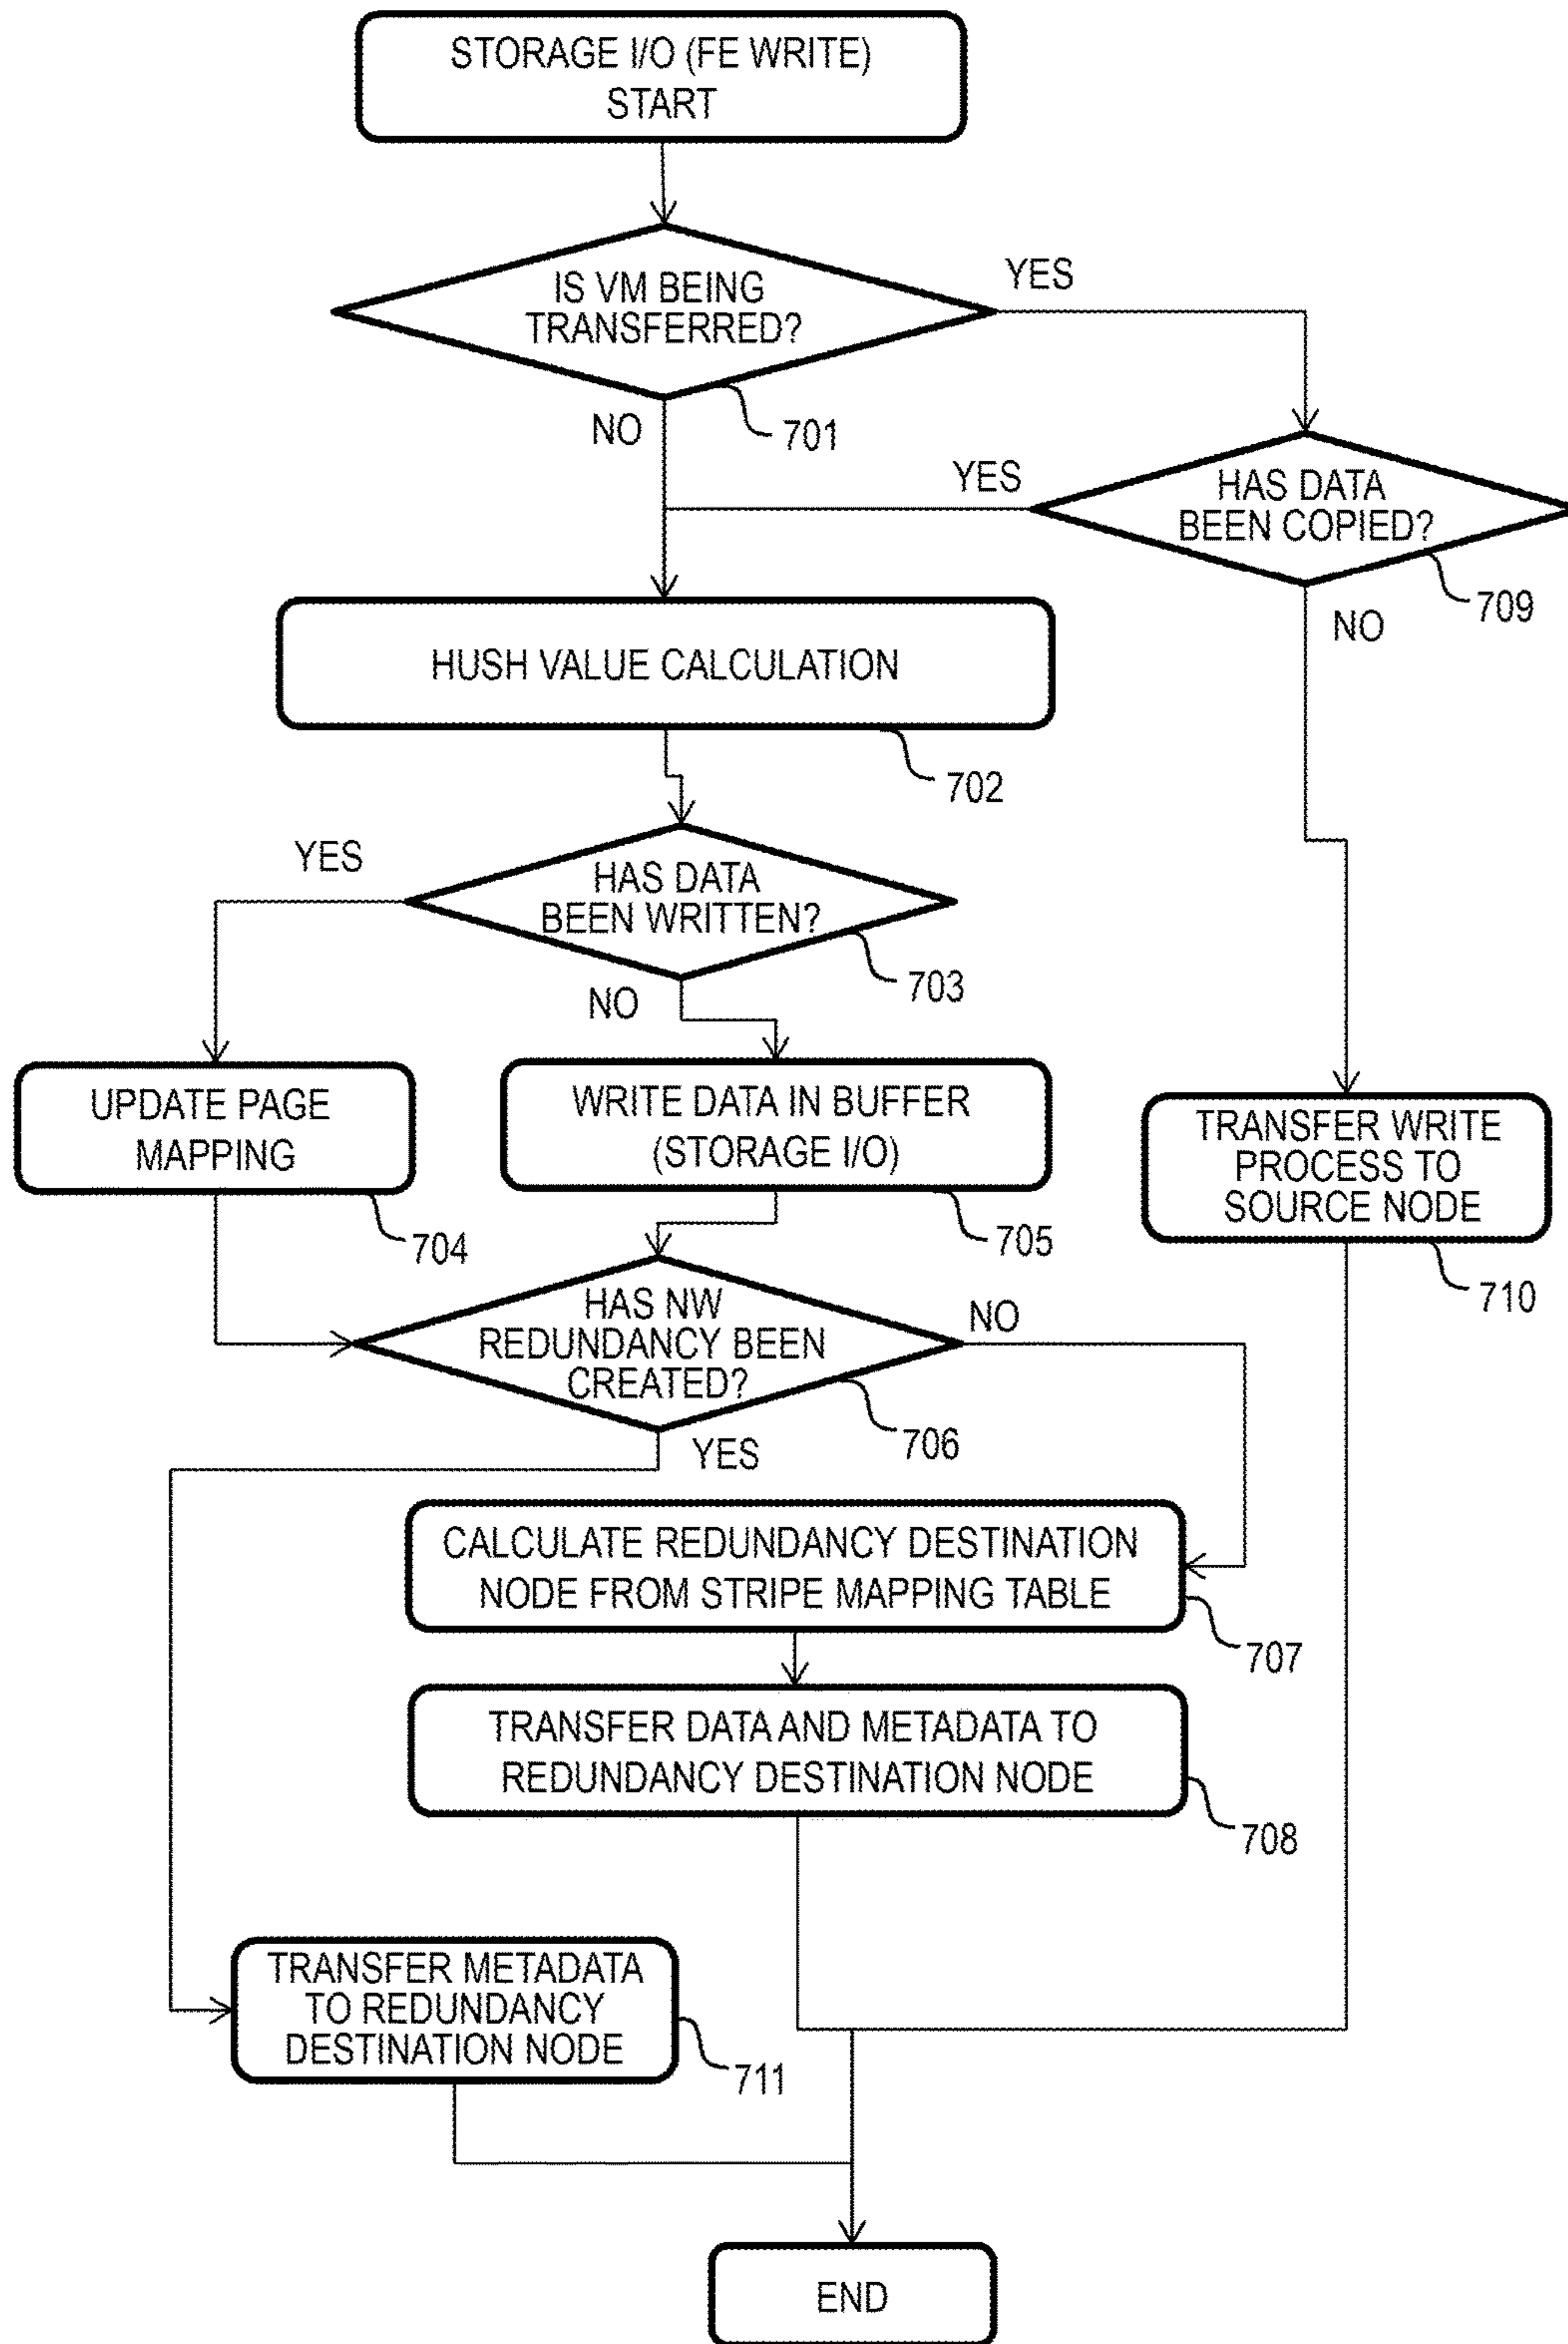 STORAGE I/O (FE WRITE)
START
IS VM BEING
TRANSFERRED?
YES
NO
701
YES
HAS DATA
BEEN COPIED?
709
NO
HUSH VALUE CALCULATION
702
YES
HAS DATA
BEEN WRITTEN?
703
NO
UPDATE PAGE
MAPPING
704
WRITE DATA IN BUFFER
(STORAGE I/O)
705
TRANSFER WRITE
PROCESS TO
SOURCE NODE
710
HAS NW
REDUNDANCY BEEN
CREATED?
NO
706
YES
CALCULATE REDUNDANCY DESTINATION
NODE FROM STRIPE MAPPING TABLE
707
TRANSFER DATA AND METADATA TO
REDUNDANCY DESTINATION NODE
708
TRANSFER METADATA
TO REDUNDANCY
DESTINATION NODE
711
END